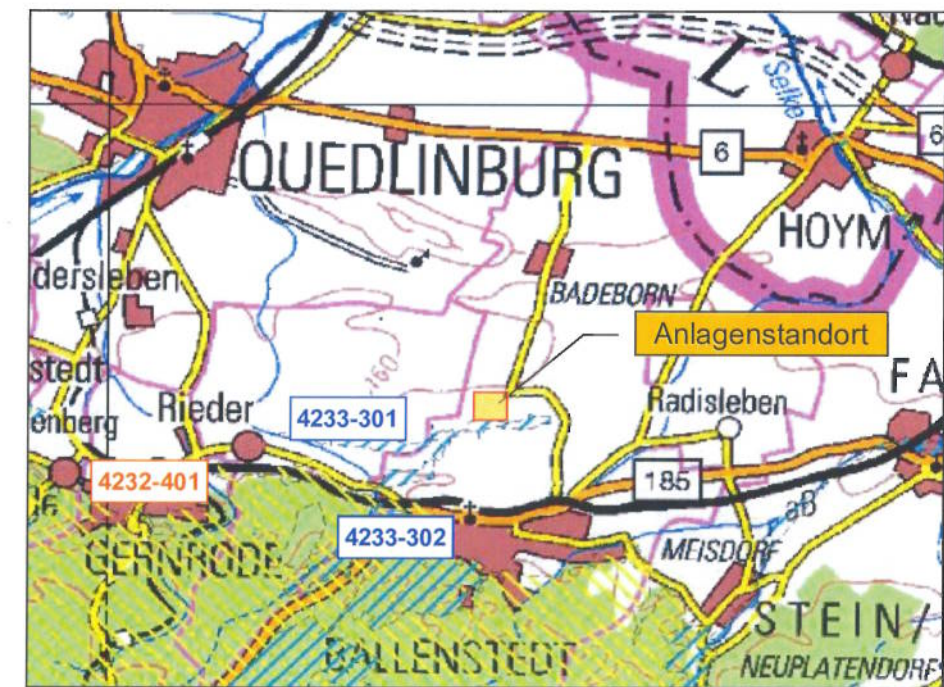 Selke
6
6
QUEDLINBURG
HOYM
dersleben
BADEBORN
Anlagenstandort
160
stedt
FA
enberg
Rieder
4233-301
Radisleben
4232-401
185
4233-302
MEISDORF
GERNRODE
BALLENSTEDT
STEIN/
NEUPLATENDORF